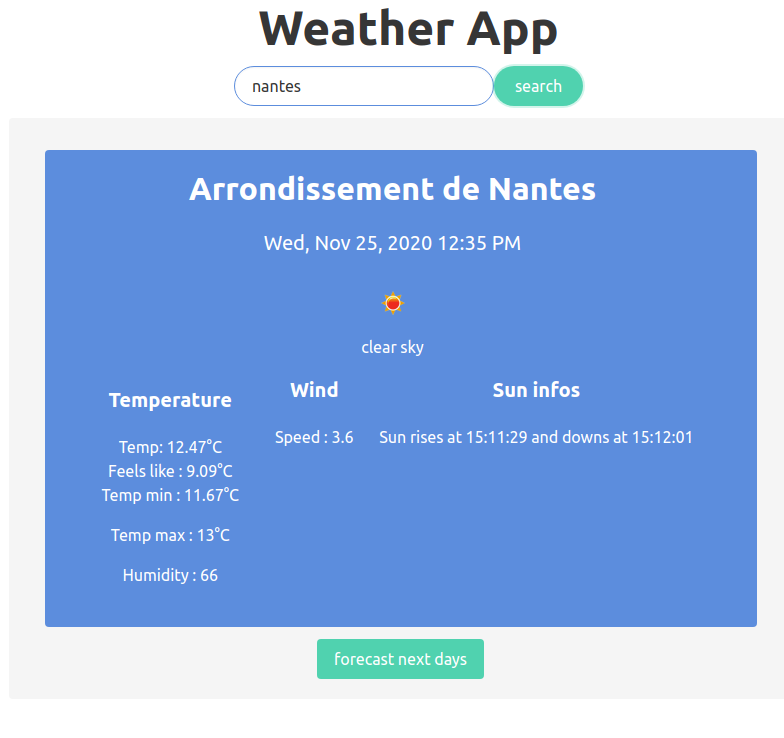 Weather App
nantes
search
Arrondissement de Nantes
Wed, Nov 25, 2020 12:35 PM
clear sky
Temperature
Temp: 12.47°C
Feels like : 9.09°C
Temp min : 11.67°C
Temp max : 13°C
Humidity : 66
Wind
Speed : 3.6
Sun infos
Sun rises at 15:11:29 and downs at 15:12:01
forecast next days